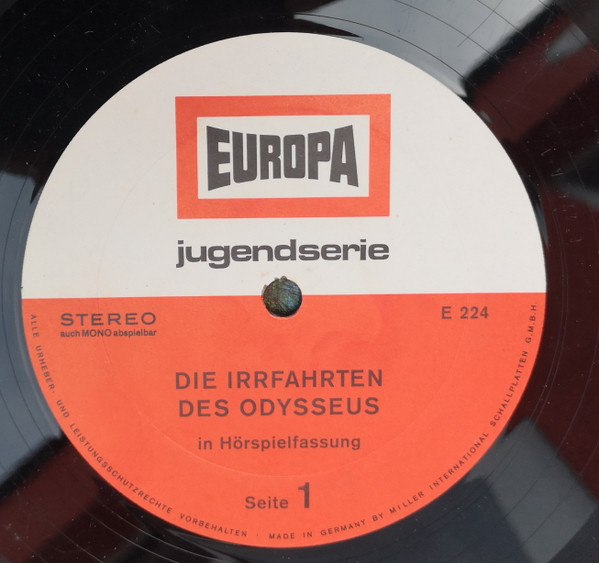 EUROPA
jugendserie
STEREO
auch MONO abspielbar
E 224
DIE IRRFAHRTEN
DES ODYSSEUS
in Hörspielfassung
Seite 1
ALLE URHEBER- UND LEISTUNGSSCHUTZRECHTE VORBEHALTEN · MADE IN GERMANY BY MILLER INTERNATIONAL SCHALLPLATTEN G.M.B.H.